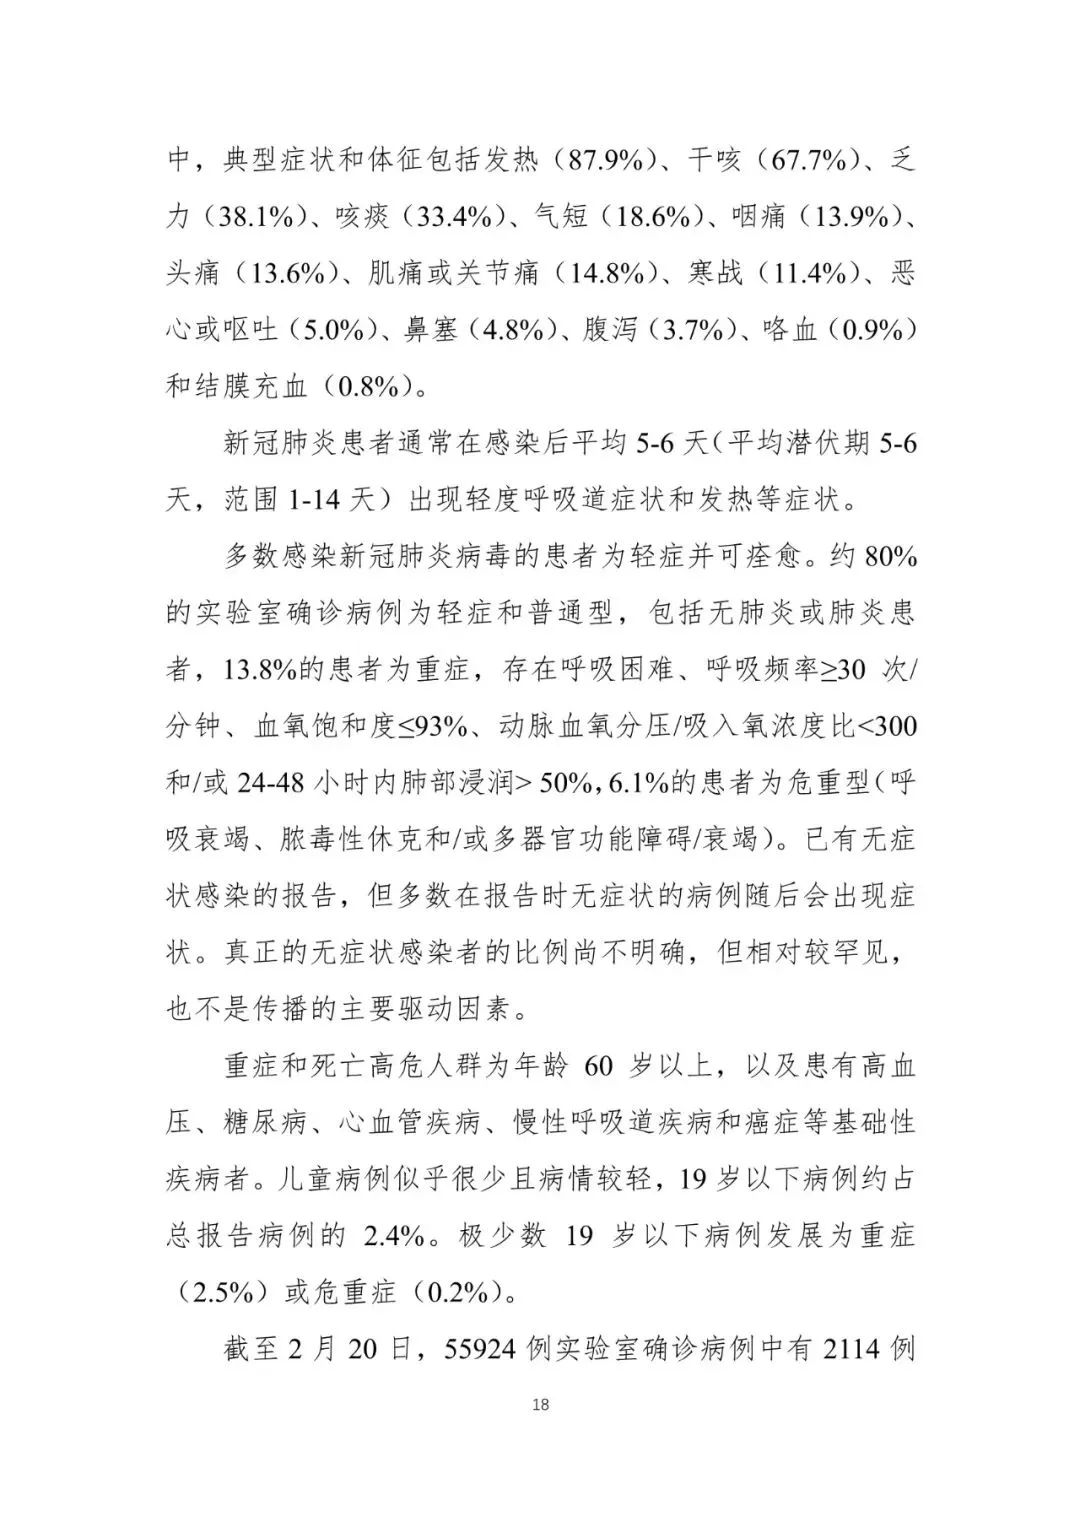 中，典型症状和体征包括发热（87.9%）、干咳（67.7%）、乏
力（38.1%）、咳痰（33.4%）、气短（18.6%）、咽痛（13.9%）、
头痛（13.6%）、肌痛或关节痛（14.8%）、寒战（11.4%）、恶
心或呕吐（5.0%）、鼻塞（4.8%）、腹泻（3.7%）、咯血（0.9%）
和结膜充血（0.8%）。
新冠肺炎患者通常在感染后平均 5-6 天（平均潜伏期 5-6
天，范围 1-14 天）出现轻度呼吸道症状和发热等症状。
多数感染新冠肺炎病毒的患者为轻症并可痊愈。约 80%
的实验室确诊病例为轻症和普通型，包括无肺炎或肺炎患
者，13.8%的患者为重症，存在呼吸困难、呼吸频率≥30 次/
分钟、血氧饱和度≤93%、动脉血氧分压/吸入氧浓度比<300
和/或 24-48 小时内肺部浸润> 50%，6.1%的患者为危重型（呼
吸衰竭、脓毒性休克和/或多器官功能障碍/衰竭）。已有无症
状感染的报告，但多数在报告时无症状的病例随后会出现症
状。真正的无症状感染者的比例尚不明确，但相对较罕见，
也不是传播的主要驱动因素。
重症和死亡高危人群为年龄 60 岁以上，以及患有高血
压、糖尿病、心血管疾病、慢性呼吸道疾病和癌症等基础性
疾病者。儿童病例似乎很少且病情较轻，19 岁以下病例约占
总报告病例的 2.4%。极少数 19 岁以下病例发展为重症
（2.5%）或危重症（0.2%）。
截至 2 月 20 日，55924 例实验室确诊病例中有 2114 例
18